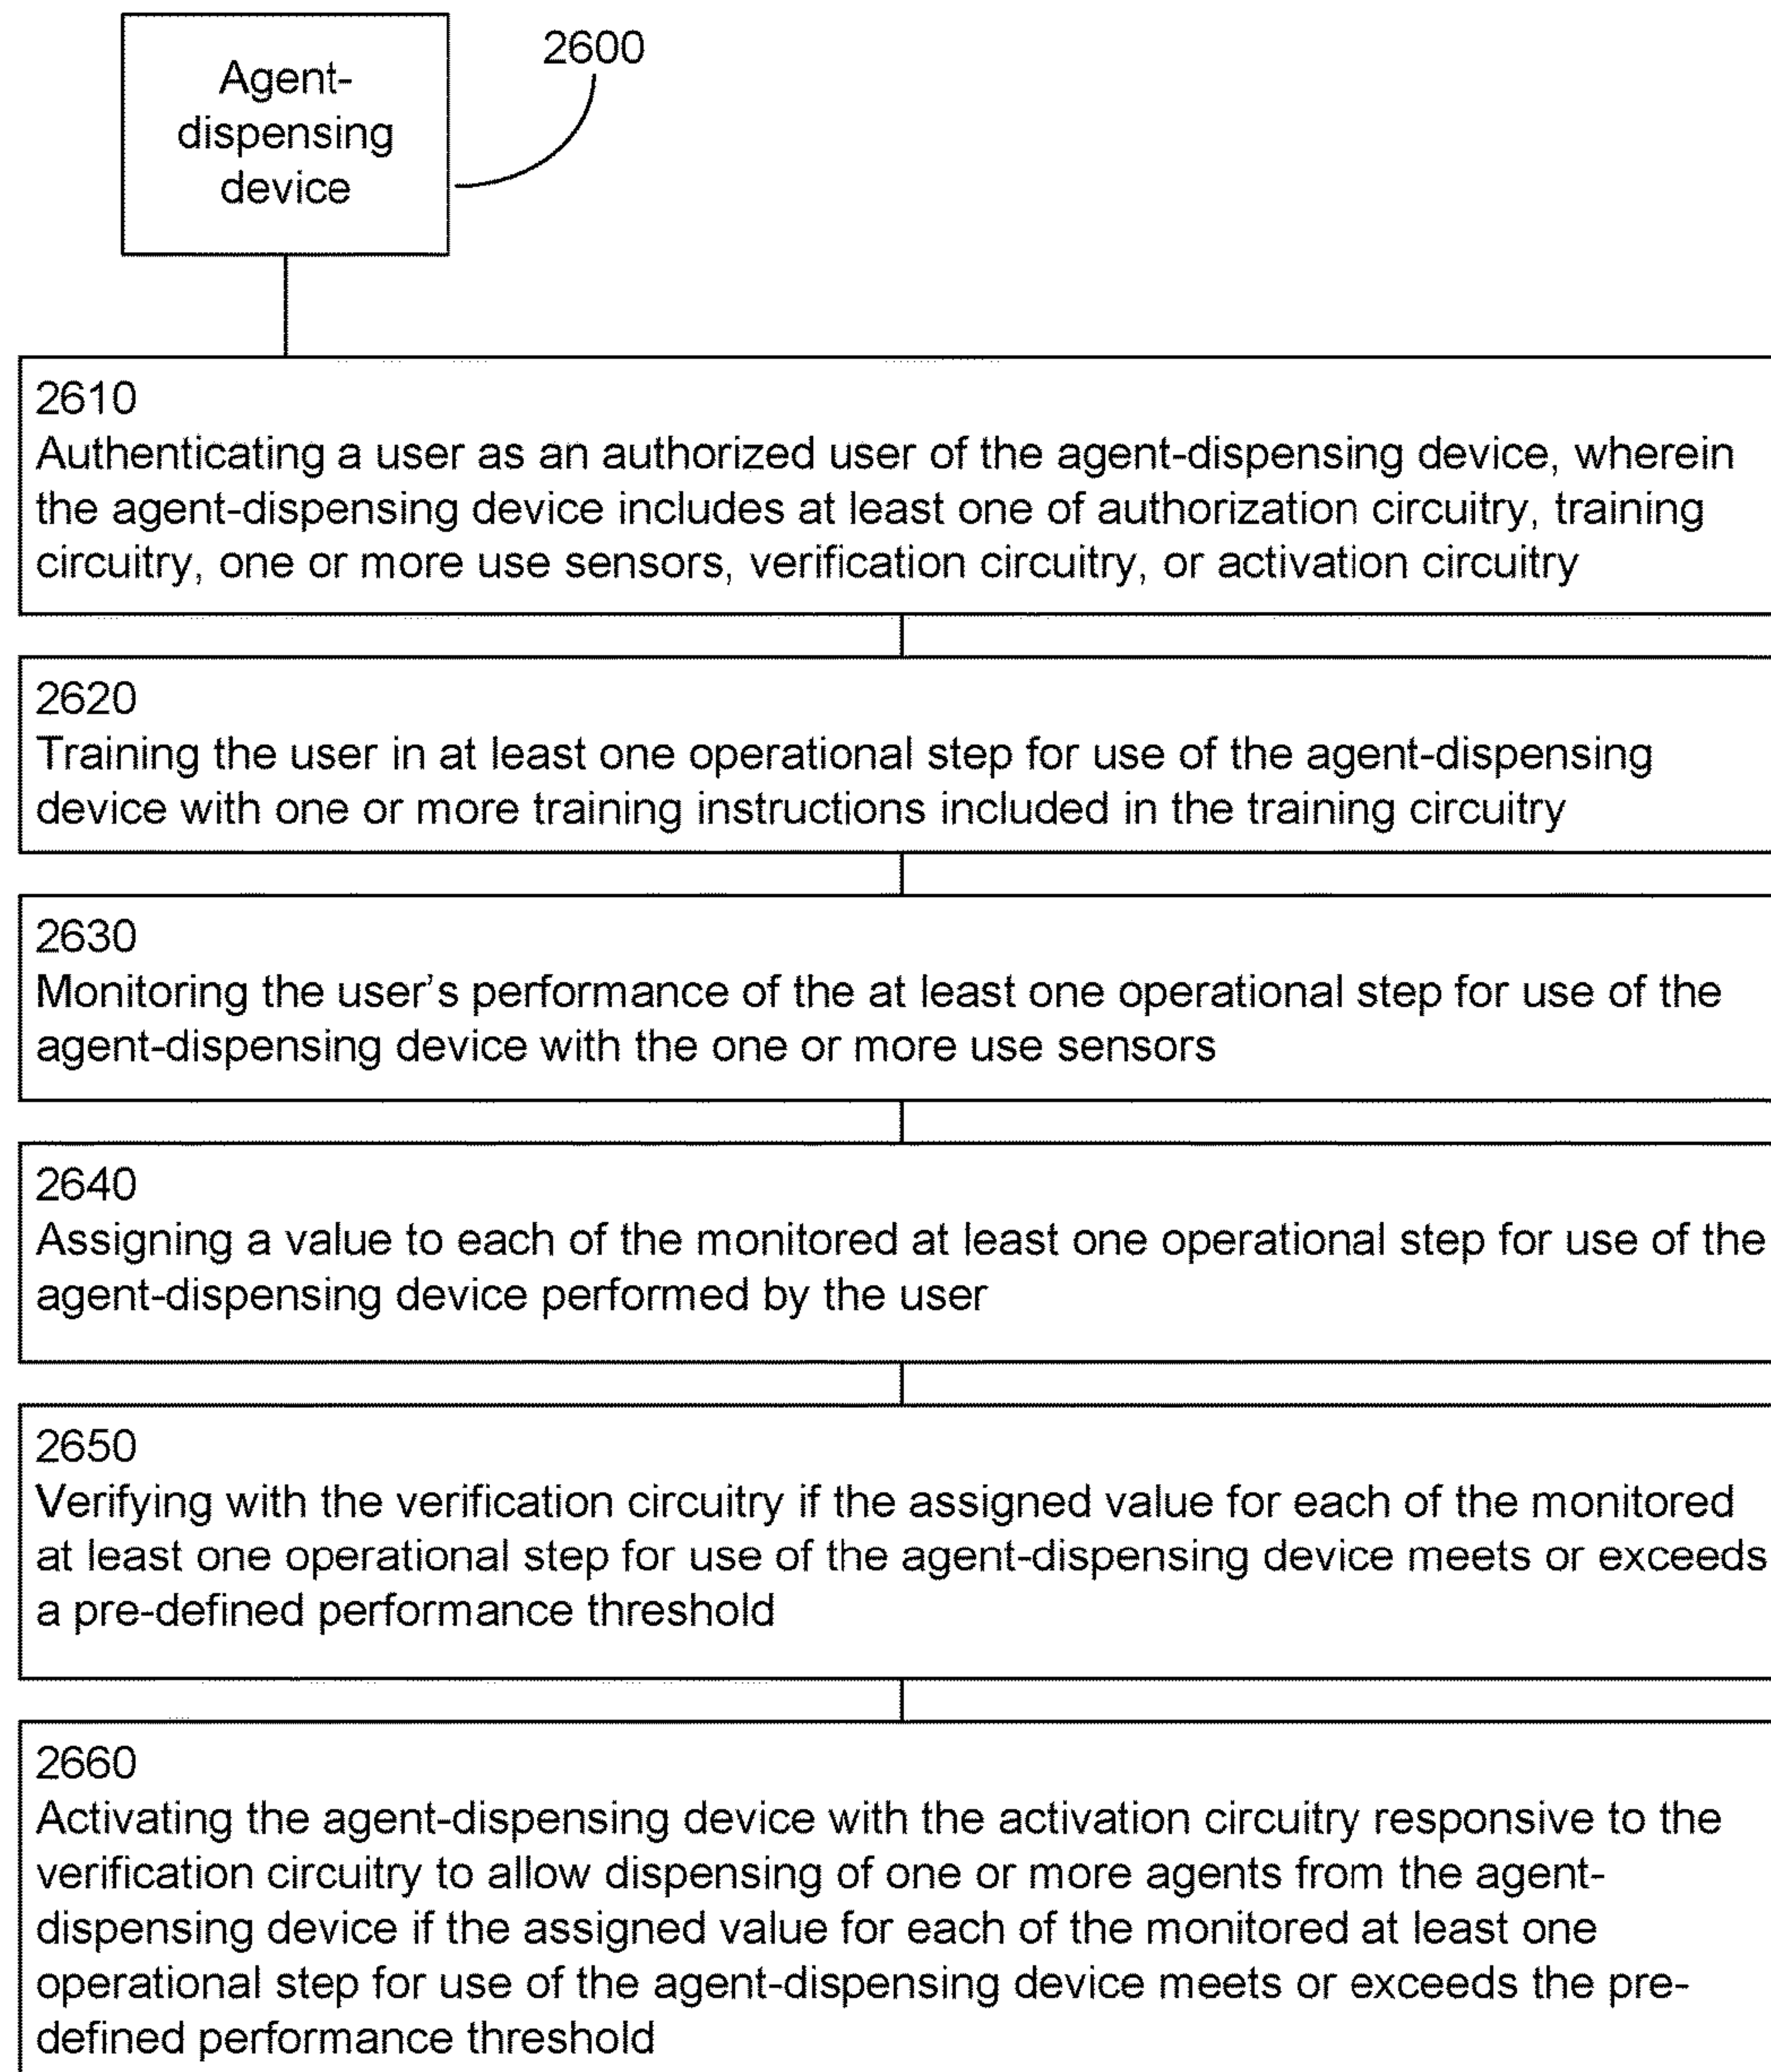 Agent-
dispensing
device
2600
2610
Authenticating a user as an authorized user of the agent-dispensing device, wherein
the agent-dispensing device includes at least one of authorization circuitry, training
circuitry, one or more use sensors, verification circuitry, or activation circuitry
2620
Training the user in at least one operational step for use of the agent-dispensing
device with one or more training instructions included in the training circuitry
2630
Monitoring the user's performance of the at least one operational step for use of the
agent-dispensing device with the one or more use sensors
2640
Assigning a value to each of the monitored at least one operational step for use of the
agent-dispensing device performed by the user
2650
Verifying with the verification circuitry if the assigned value for each of the monitored
at least one operational step for use of the agent-dispensing device meets or exceeds
a pre-defined performance threshold
2660
Activating the agent-dispensing device with the activation circuitry responsive to the
verification circuitry to allow dispensing of one or more agents from the agent-
dispensing device if the assigned value for each of the monitored at least one
operational step for use of the agent-dispensing device meets or exceeds the pre-
defined performance threshold